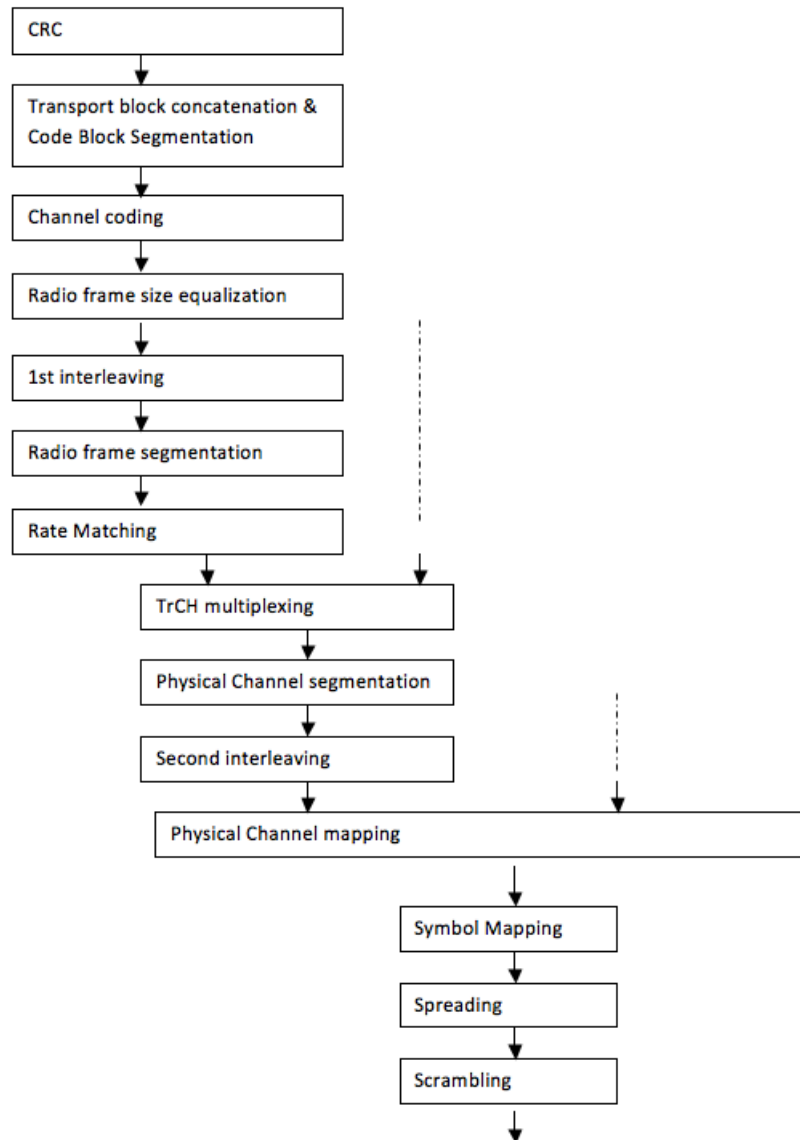 CRC
Transport block concatenation &
Code Block Segmentation
Channel coding
Radio frame size equalization
1st interleaving
Radio frame segmentation
Rate Matching
TrCH multiplexing
Physical Channel segmentation
Second interleaving
Physical Channel mapping
Symbol Mapping
Spreading
Scrambling